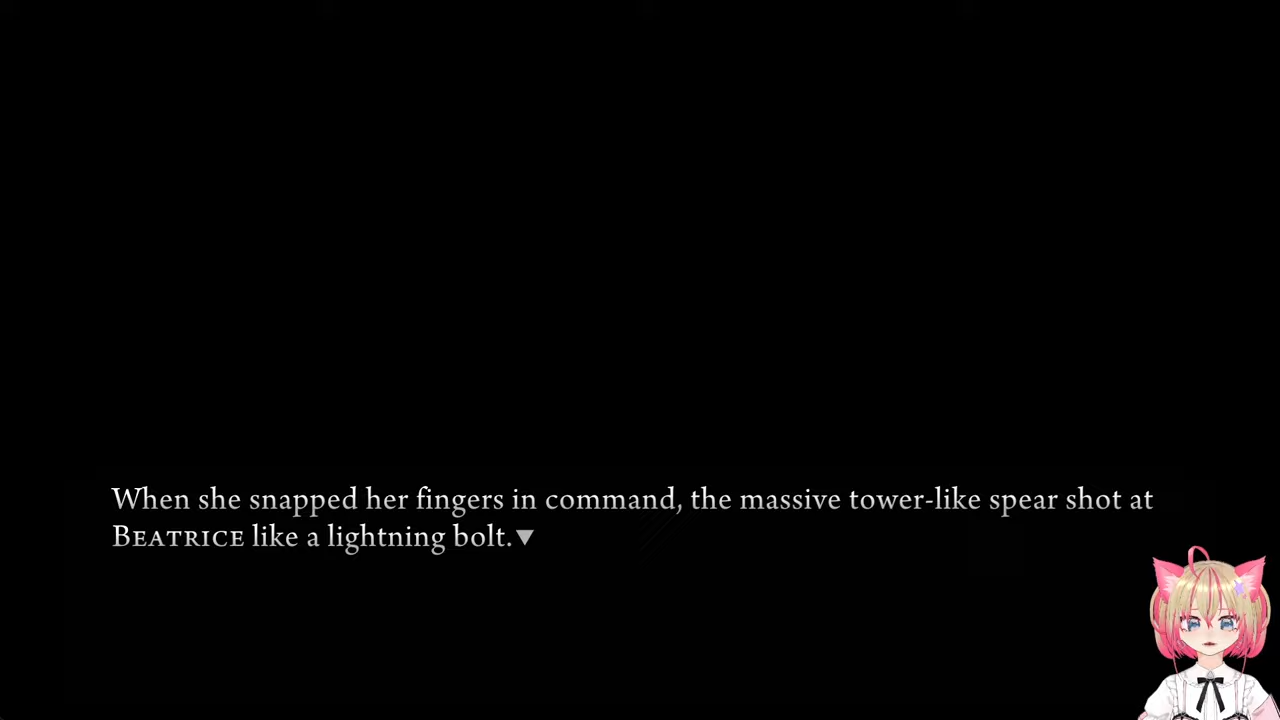 When she snapped her fingers in command, the massive tower-like spear shot at
BEATRICE like a lightning bolt.▼